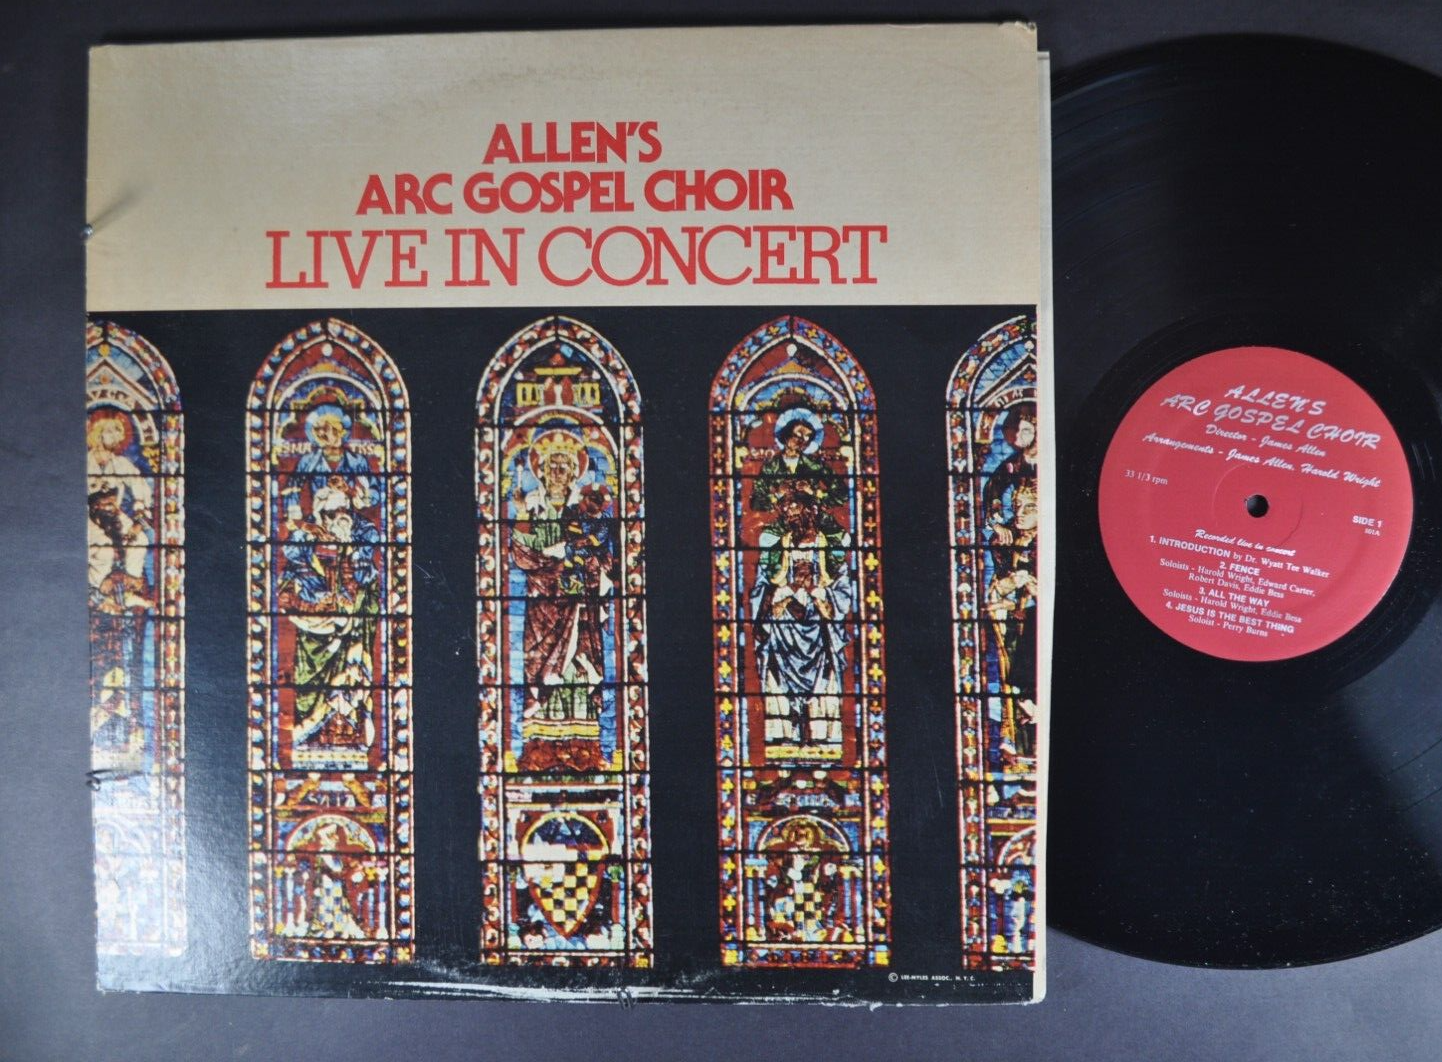 ALLEN'S
ARC GOSPEL CHOIR
LIVE IN CONCERT
© LEE-MYLES ASSOC., N. Y. C.
ALLEN'S
ARC GOSPEL CHOIR
Director - James Allen
Arrangements - James Allen, Harold Wright
33 1/3 rpm
SIDE 1
501A
Recorded live in concert
1. INTRODUCTION by Dr. Wyatt Tee Walker
2. FENCE
Soloists - Harold Wright, Edward Carter,
Robert Davis, Eddie Bess
3. ALL THE WAY
Soloists - Harold Wright, Eddie Bess
4. JESUS IS THE BEST THING
Soloist - Perry Burns